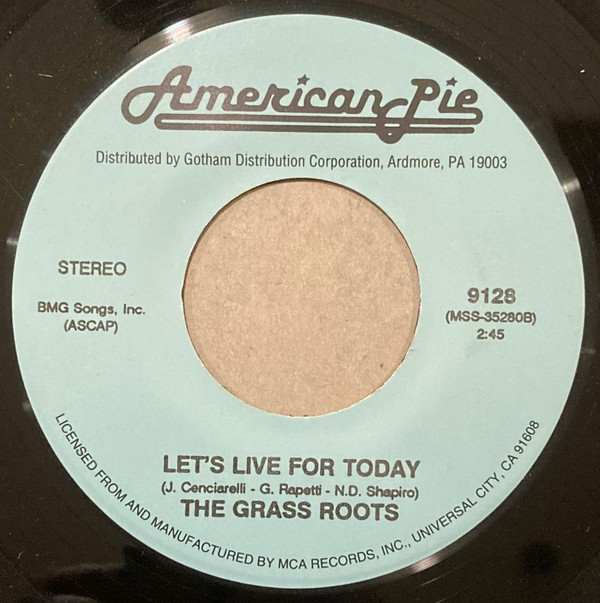 American Pie
Distributed by Gotham Distribution Corporation, Ardmore, PA 19003
STEREO
BMG Songs, Inc.
(ASCAP)
9128
(MSS-35280B)
2:45
LET'S LIVE FOR TODAY
(J. Cenciarelli - G. Rapetti - N.D. Shapiro)
THE GRASS ROOTS
LICENSED FROM AND MANUFACTURED BY MCA RECORDS, INC., UNIVERSAL CITY, CA 91608